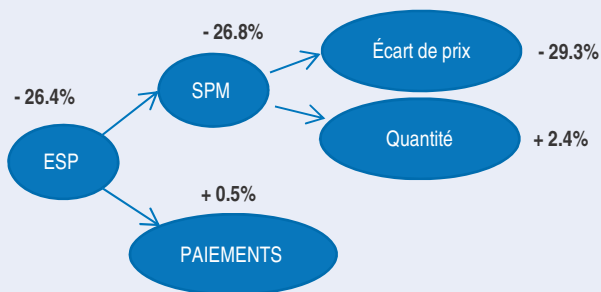 - 26.8%
Écart de prix
- 29.3%
- 26.4%
SPM
Quantité
+ 2.4%
ESP
+ 0.5%
PAIEMENTS